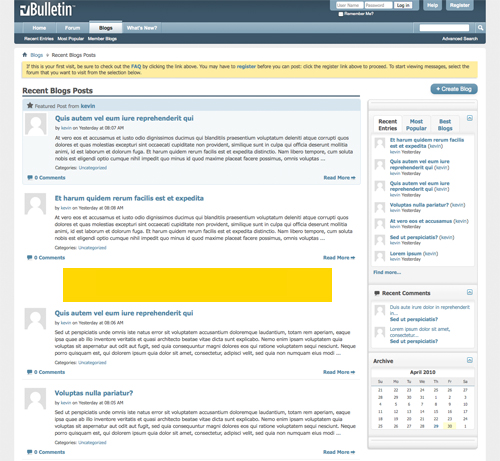 vBulletin™
User Name
Password
Log in
Remember Me?
Help
Register
Home
Forum
Blogs
What's New?
Recent Entries
Most Popular
Member Blogs
Advanced Search
Blogs
Recent Blogs Posts
If this is your first visit, be sure to check out the FAQ by clicking the link above. You may have to register before you can post: click the register link above to proceed. To start viewing messages, select the
forum that you want to visit from the selection below.
Recent Blogs Posts
+ Create Blog
Featured Post from kevin
Quis autem vel eum iure reprehenderit qui
by kevin on Yesterday at 08:07 AM
At vero eos et accusamus et iusto odio dignissimos ducimus qui blanditiis praesentium voluptatum deleniti atque corrupti quos
dolores et quas molestias excepturi sint occaecati cupiditate non provident, similique sunt in culpa qui officia deserunt mollitia
animi, id est laborum et dolorum fuga. Et harum quidem rerum facilis est et expedita distinctio. Nam libero tempore, cum soluta
nobis est eligendi optio cumque nihil impedit quo minus id quod maxime placeat facere possimus, omnis voluptas ...
Categories: Uncategorized
0 Comments
Read More
Et harum quidem rerum facilis est et expedita
by kevin on Yesterday at 08:08 AM
At vero eos et accusamus et iusto odio dignissimos ducimus qui blanditiis praesentium voluptatum deleniti atque corrupti quos
dolores et quas molestias excepturi sint occaecati cupiditate non provident, similique sunt in culpa qui officia deserunt mollitia
animi, id est laborum et dolorum fuga. Et harum quidem rerum facilis est et expedita distinctio. Nam libero tempore, cum soluta
nobis est eligendi optio cumque nihil impedit quo minus id quod maxime placeat facere possimus, omnis voluptas ...
0 Comments
Read More
Quis autem vel eum iure reprehenderit qui
by kevin on Yesterday at 08:06 AM
Sed ut perspiciatis unde omnis iste natus error sit voluptatem accusantium doloremque laudantium, totam rem aperiam, eaque
ipsa quae ab illo inventore veritatis et quasi architecto beatae vitae dicta sunt explicabo. Nemo enim ipsam voluptatem quia
voluptas sit aspernatur aut odit aut fugit, sed quia consequuntur magni dolores eos qui ratione voluptatem sequi nesciunt. Neque
porro quisquam est, qui dolorem ipsum quia dolor sit amet, consectetur, adipisci velit, sed quia non numquam eius modi ...
0 Comments
Read More
Voluptas nulla pariatur?
by kevin on Yesterday at 08:05 AM
Sed ut perspiciatis unde omnis iste natus error sit voluptatem accusantium doloremque laudantium, totam rem aperiam, eaque
ipsa quae ab illo inventore veritatis et quasi architecto beatae vitae dicta sunt explicabo. Nemo enim ipsam voluptatem quia
voluptas sit aspernatur aut odit aut fugit, sed quia consequuntur magni dolores eos qui ratione voluptatem sequi nesciunt. Neque
porro quisquam est, qui dolorem ipsum quia dolor sit amet, consectetur, adipisci velit ...
Categories: Uncategorized
0 Comments
Read More
Recent
Entries
Most
Popular
Best
Blogs
Et harum quidem rerum facilis
est et expedita (kevin)
kevin Yesterday
Quis autem vel eum iure
reprehenderit qui (kevin)
kevin Yesterday
Quis autem vel eum iure
reprehenderit qui (kevin)
kevin Yesterday
Voluptas nulla pariatur? (kevin)
kevin Yesterday
At vero et accusamus (kevin)
kevin Yesterday
Sed ut perspiciatis? (kevin)
kevin Yesterday
Lorem ipsum (kevin)
kevin Yesterday
Find more...
Recent Comments
Duis aute irure dolor in reprehenderit
in...
Sed ut perspiciatis?
Lorem ipsum dolor sit amet,
consectetur...
Sed ut perspiciatis?
Archive
April 2010
Su Mo Tu We Th Fr Sa
28 29 30 31 1 2 3
4 5 6 7 8 9 10
11 12 13 14 15 16 17
18 19 20 21 22 23 24
25 26 27 28 29 30 1